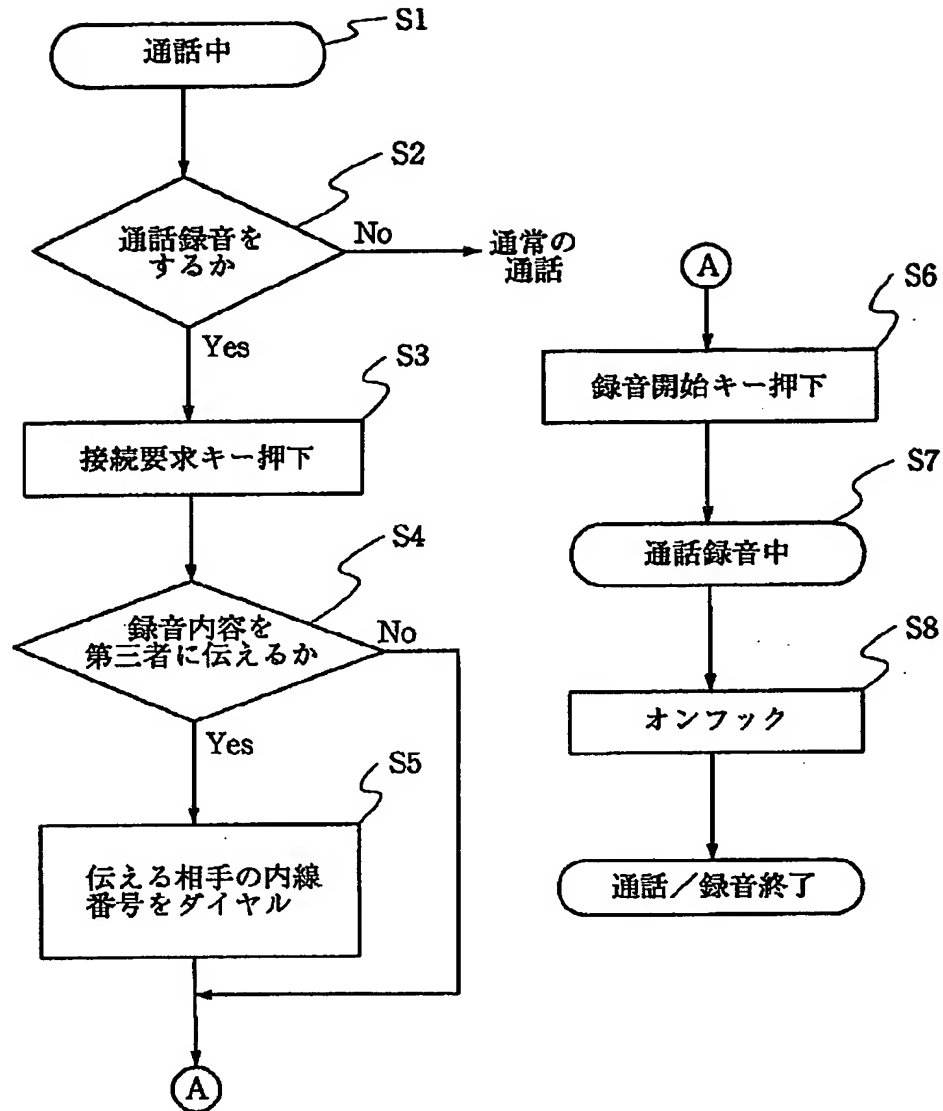 通話中
S1
S2
通話録音を
するか
No
通常の
通話
Yes
S3
接続要求キー押下
S4
録音内容を
第三者に伝えるか
No
Yes
S5
伝える相手の内線
番号をダイヤル
A
A
S6
録音開始キー押下
S7
通話録音中
S8
オンフック
通話／録音終了